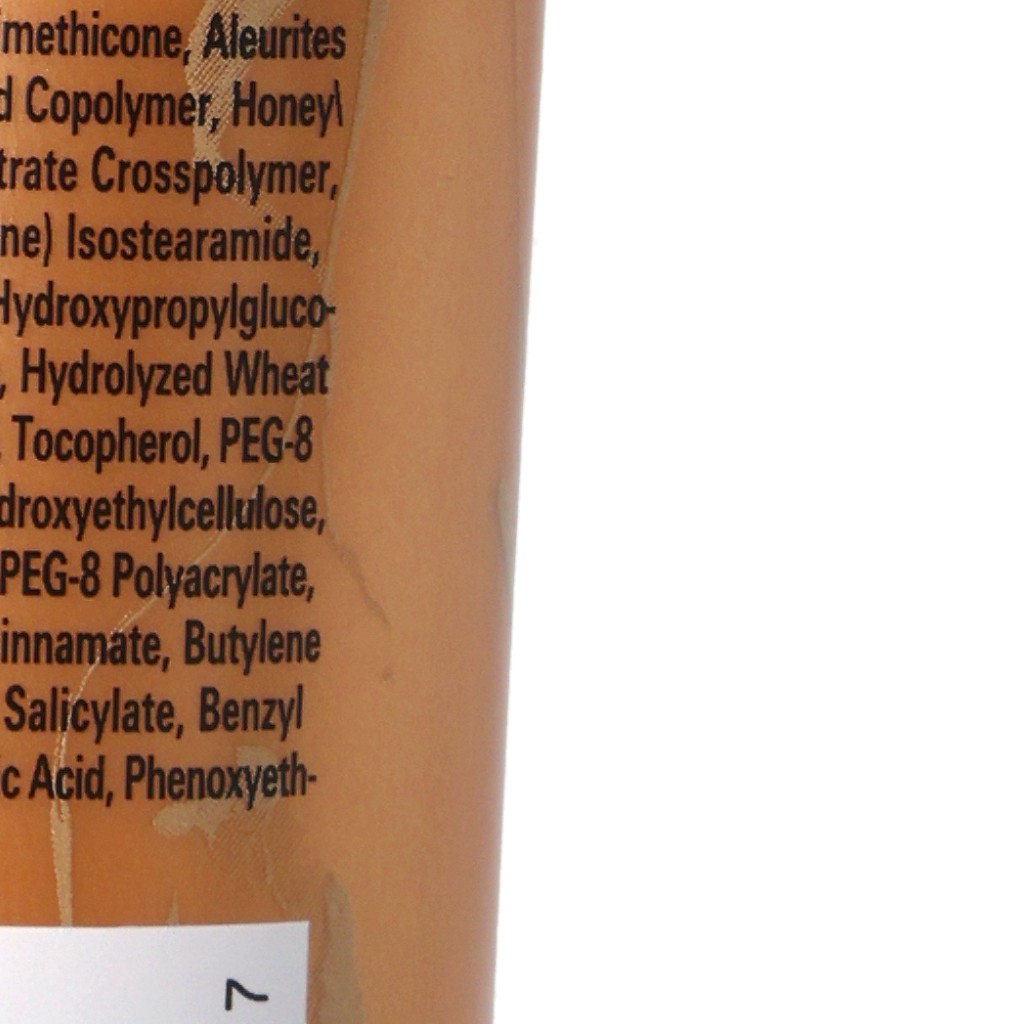 methicone, Aleurites
d Copolymer, Honey\
trate Crosspolymer,
ne) Isostearamide,
Hydroxypropylgluco-
, Hydrolyzed Wheat
Tocopherol, PEG-8
droxyethylcellulose,
PEG-8 Polyacrylate,
innamate, Butylene
Salicylate, Benzyl
c Acid, Phenoxyeth-
7